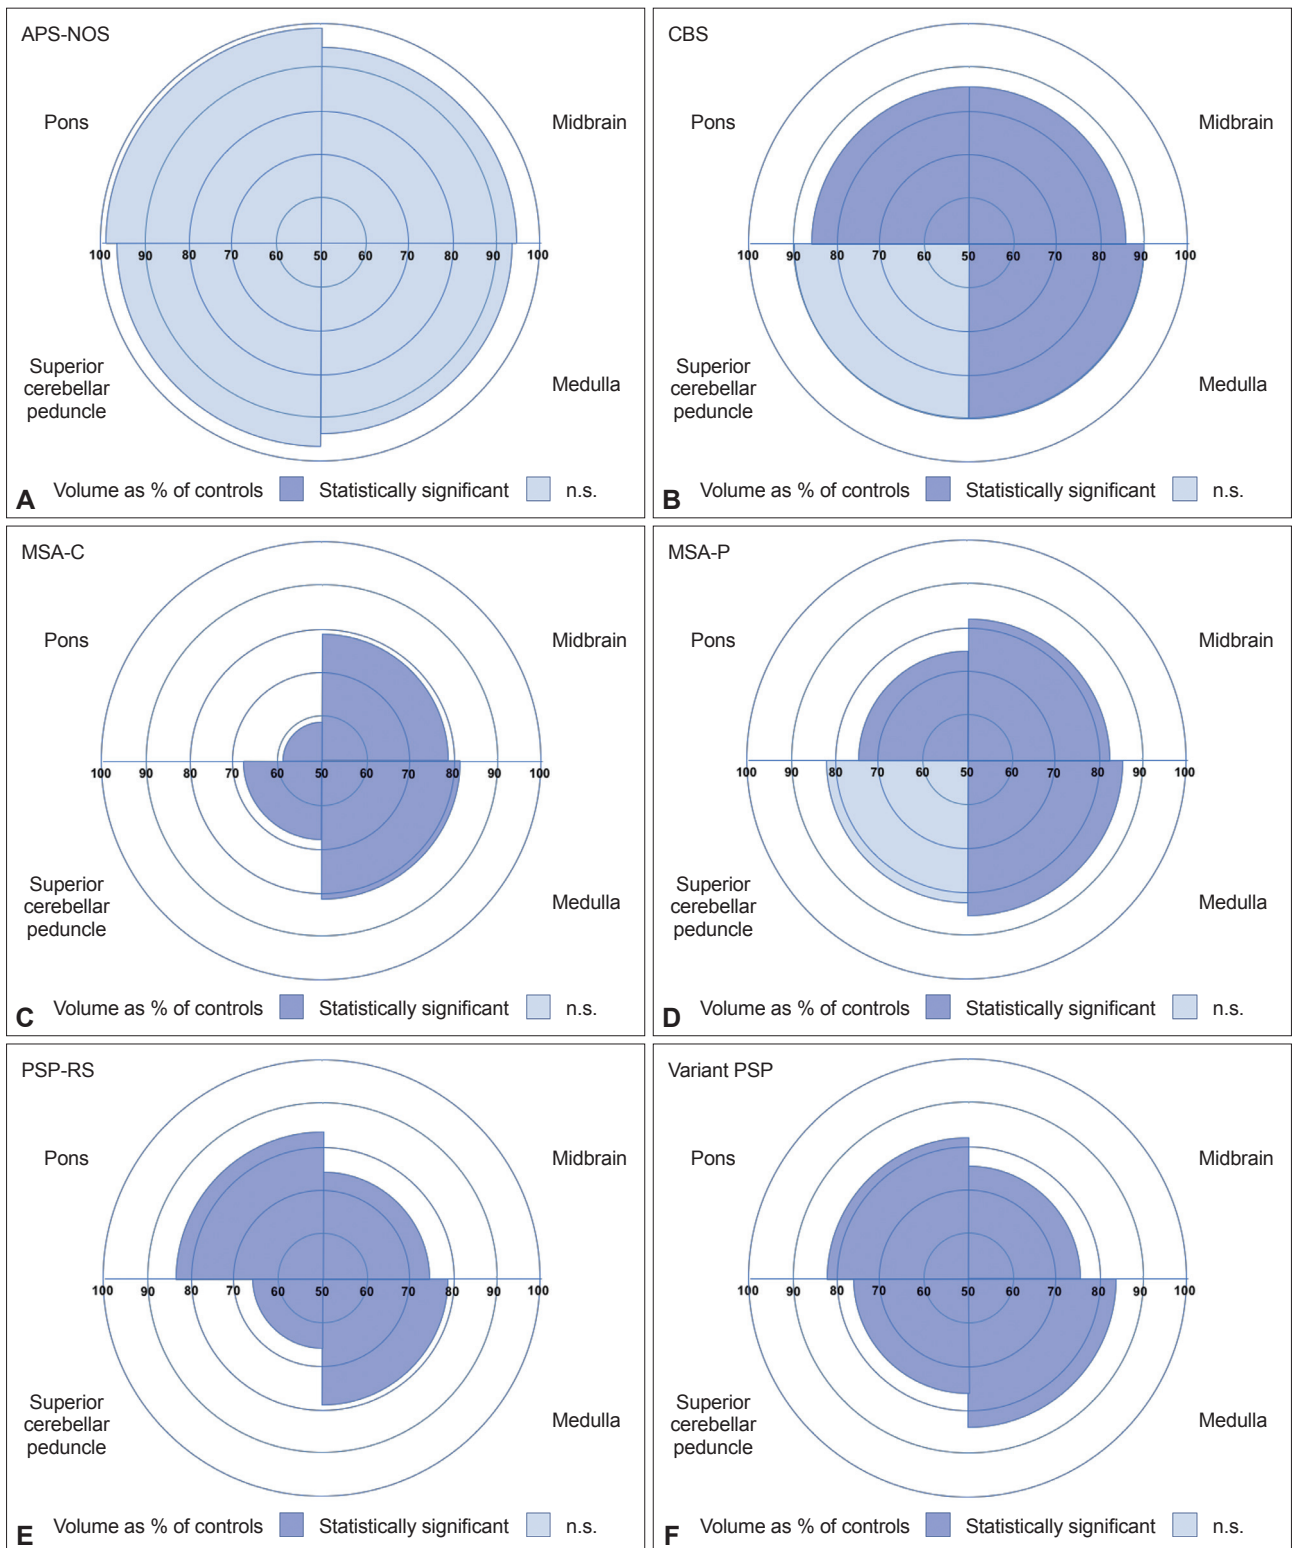 APS-NOS
Pons
Midbrain
100 90 80 70 60 50 60 70 80 90 100
Superior
cerebellar
peduncle
Medulla
A Volume as % of controls Statistically significant n.s.
CBS
Pons
Midbrain
100 90 80 70 60 50 60 70 80 90 100
Superior
cerebellar
peduncle
Medulla
B Volume as % of controls Statistically significant n.s.
MSA-C
Pons
Midbrain
100 90 80 70 60 50 60 70 80 90 100
Superior
cerebellar
peduncle
Medulla
C Volume as % of controls Statistically significant n.s.
MSA-P
Pons
Midbrain
100 90 80 70 60 50 60 70 80 90 100
Superior
cerebellar
peduncle
Medulla
D Volume as % of controls Statistically significant n.s.
PSP-RS
Pons
Midbrain
100 90 80 70 60 50 60 70 80 90 100
Superior
cerebellar
peduncle
Medulla
E Volume as % of controls Statistically significant n.s.
Variant PSP
Pons
Midbrain
100 90 80 70 60 50 60 70 80 90 100
Superior
cerebellar
peduncle
Medulla
F Volume as % of controls Statistically significant n.s.